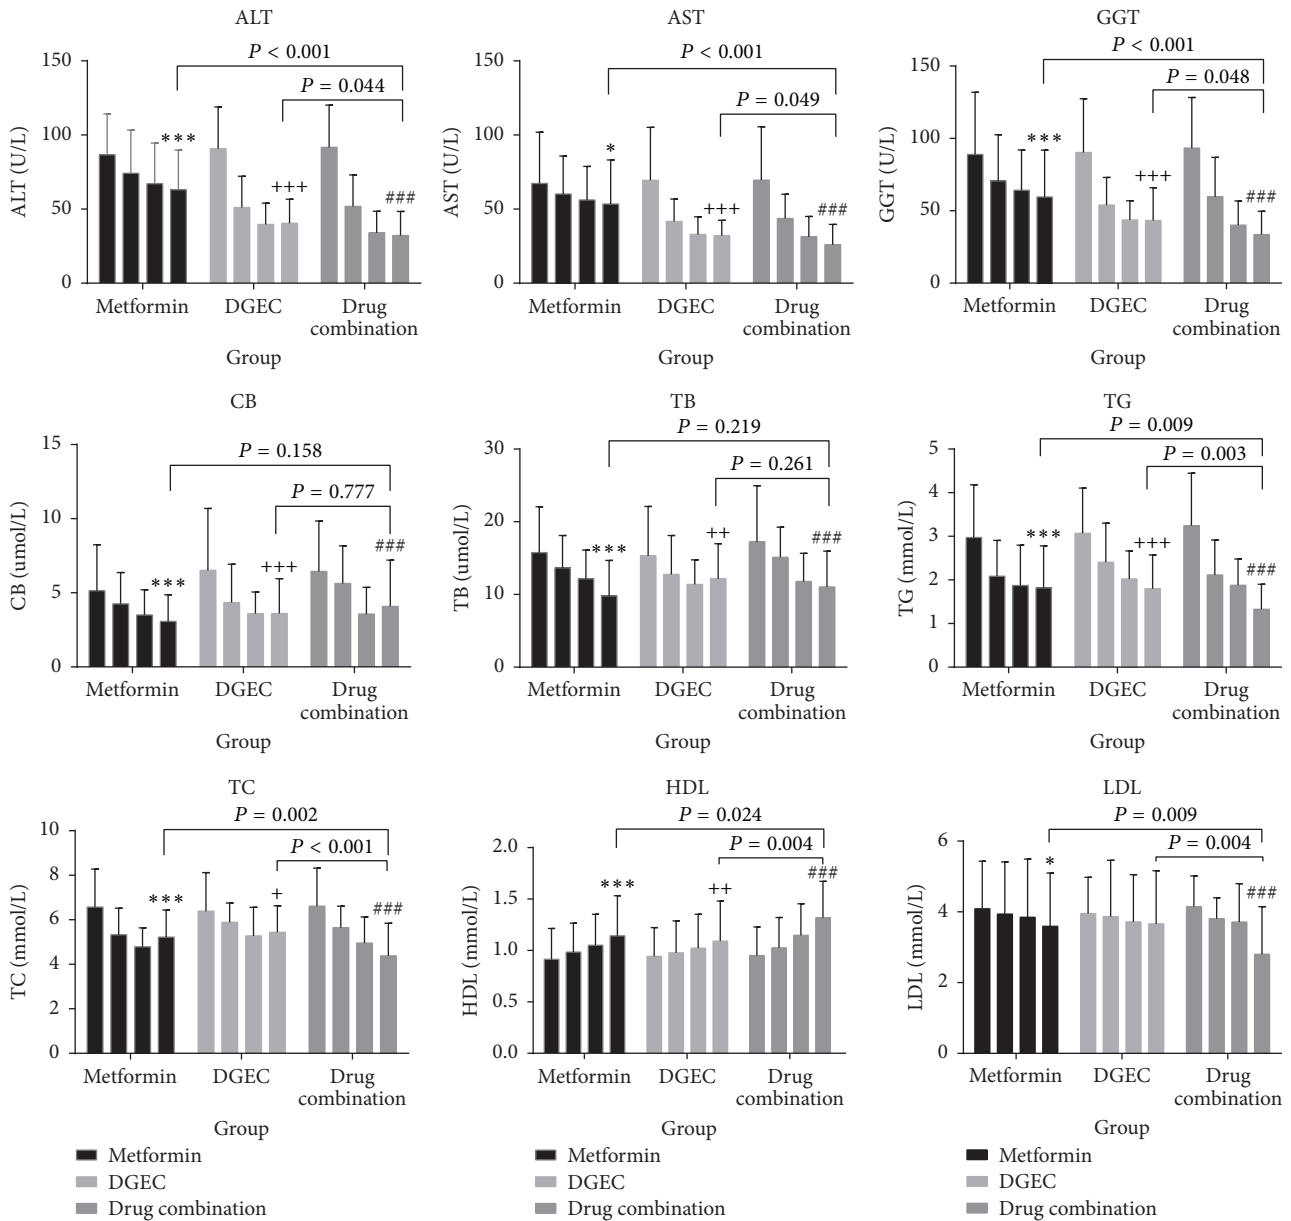 ALT
ALT (U/L)
150
100
50
0
P < 0.001
P = 0.044
***
+++
###
Metformin
DGEC
Drug
combination
Group
AST
AST (U/L)
150
100
50
0
P < 0.001
P = 0.049
*
+++
###
Metformin
DGEC
Drug
combination
Group
GGT
GGT (U/L)
150
100
50
0
P < 0.001
P = 0.048
***
+++
###
Metformin
DGEC
Drug
combination
Group
CB
CB (umol/L)
15
10
5
0
P = 0.158
P = 0.777
***
+++
###
Metformin
DGEC
Drug
combination
Group
TB
TB (umol/L)
30
20
10
0
P = 0.219
P = 0.261
***
++
###
Metformin
DGEC
Drug
combination
Group
TG
TG (mmol/L)
5
4
3
2
1
0
P = 0.009
P = 0.003
***
+++
###
Metformin
DGEC
Drug
combination
Group
TC
TC (mmol/L)
10
8
6
4
2
0
P = 0.002
P < 0.001
***
+
###
Metformin
DGEC
Drug
combination
Group
Metformin
DGEC
Drug combination
HDL
HDL (mmol/L)
2.0
1.5
1.0
0.5
0.0
P = 0.024
P = 0.004
***
++
###
Metformin
DGEC
Drug
combination
Group
Metformin
DGEC
Drug combination
LDL
LDL (mmol/L)
6
4
2
0
P = 0.009
P = 0.004
*
###
Metformin
DGEC
Drug
combination
Group
Metformin
DGEC
Drug combination